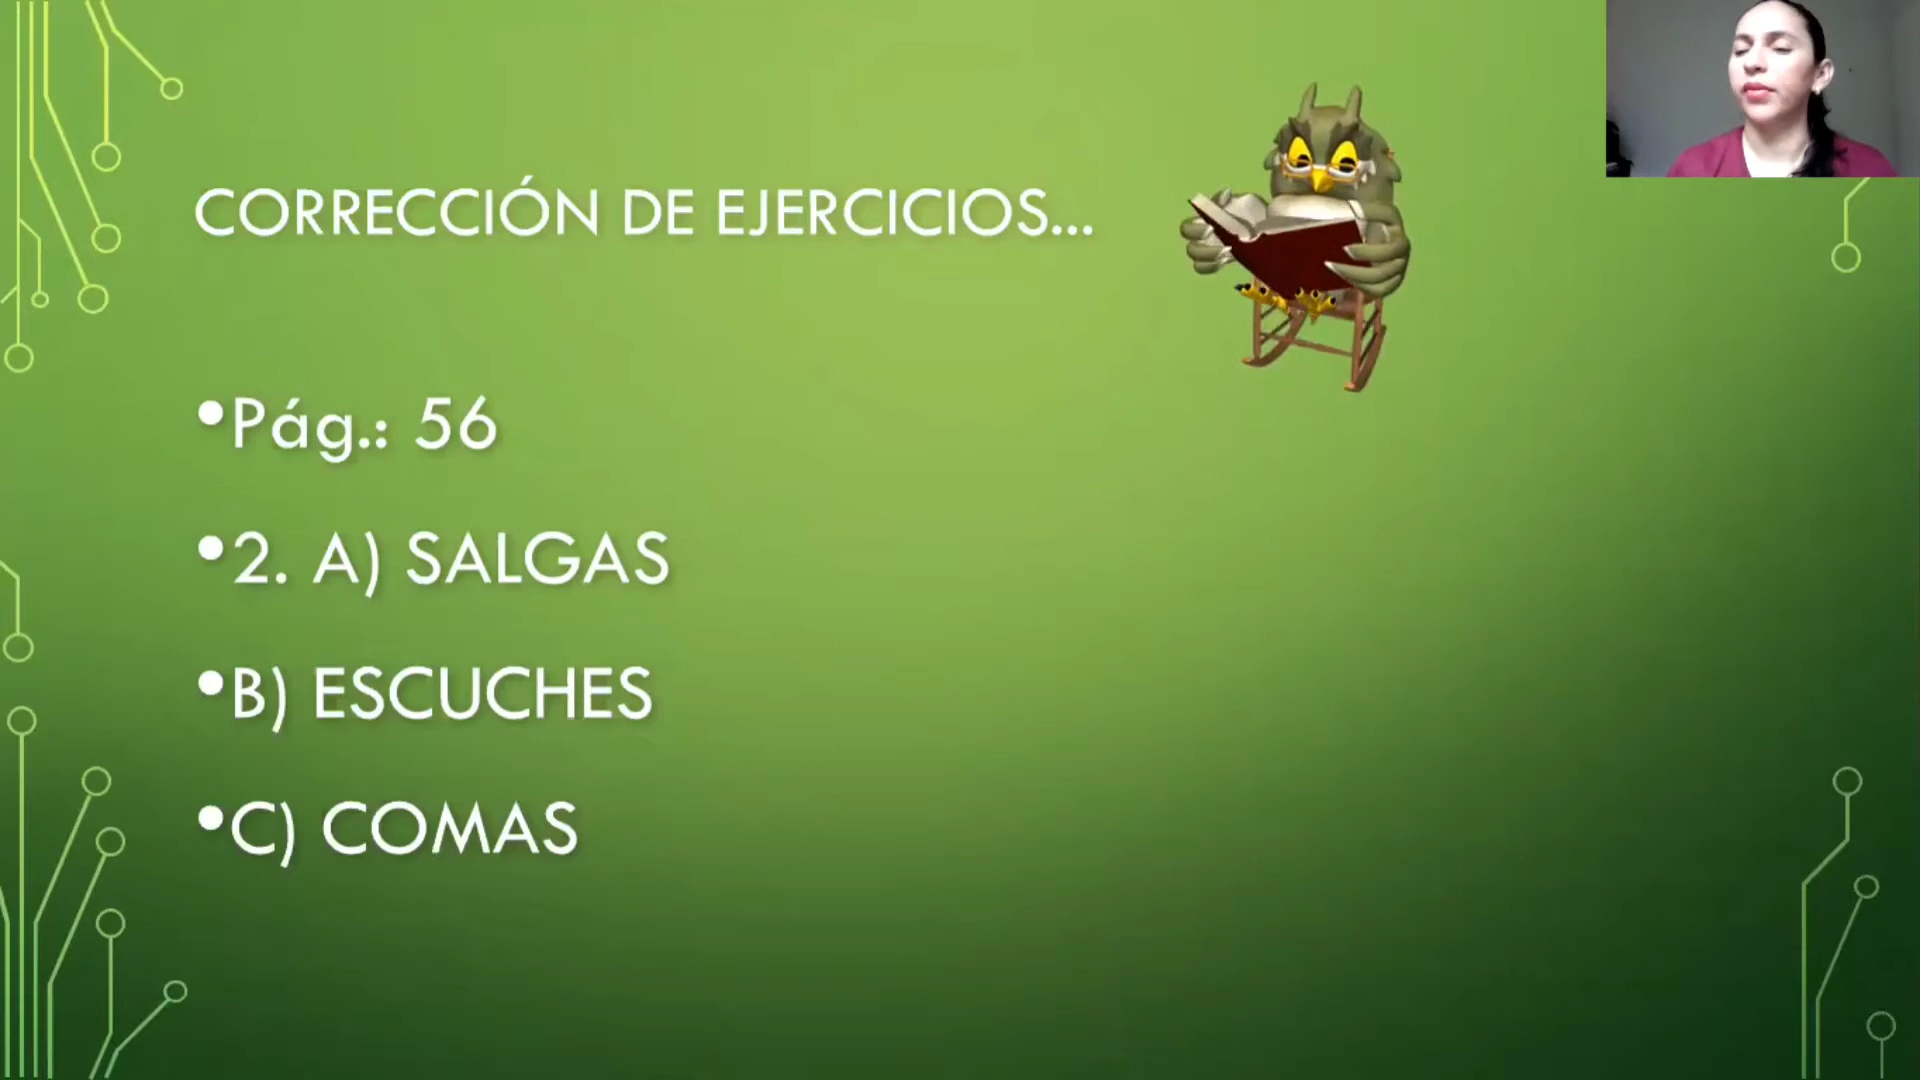 CORRECCIÓN DE EJERCICIOS...
•Pág.: 56
•2. A) SALGAS
•B) ESCUCHES
•C) COMAS